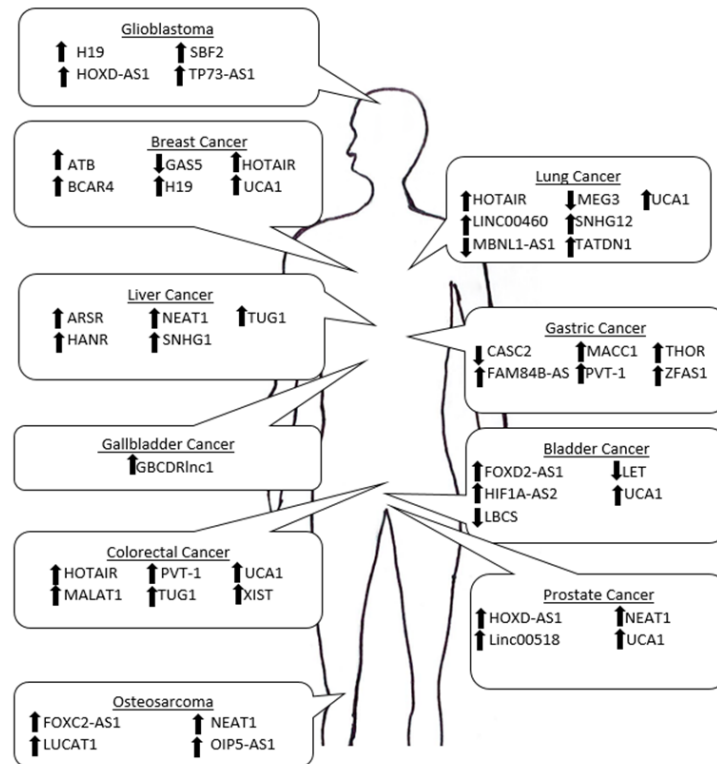 Glioblastoma
↑ H19 ↑ SBF2
↑ HOXD-AS1 ↑ TP73-AS1
Breast Cancer
↑ ATB ↓ GAS5 ↑ HOTAIR
↑ BCAR4 ↑ H19 ↑ UCA1
Lung Cancer
↑ HOTAIR ↓ MEG3 ↑ UCA1
↑ LINC00460 ↑ SNHG12
↓ MBNL1-AS1 ↑ TATDN1
Liver Cancer
↑ ARSR ↑ NEAT1 ↑ TUG1
↑ HANR ↑ SNHG1
Gastric Cancer
↓ CASC2 ↑ MACC1 ↑ THOR
↑ FAM84B-AS ↑ PVT-1 ↑ ZFAS1
Gallbladder Cancer
↑ GBCDRlnc1
Bladder Cancer
↑ FOXD2-AS1 ↓ LET
↑ HIF1A-AS2 ↑ UCA1
↓ LBCS
Colorectal Cancer
↑ HOTAIR ↑ PVT-1 ↑ UCA1
↑ MALAT1 ↑ TUG1 ↑ XIST
Prostate Cancer
↑ HOXD-AS1 ↑ NEAT1
↑ Linc00518 ↑ UCA1
Osteosarcoma
↑ FOXC2-AS1 ↑ NEAT1
↑ LUCAT1 ↑ OIP5-AS1